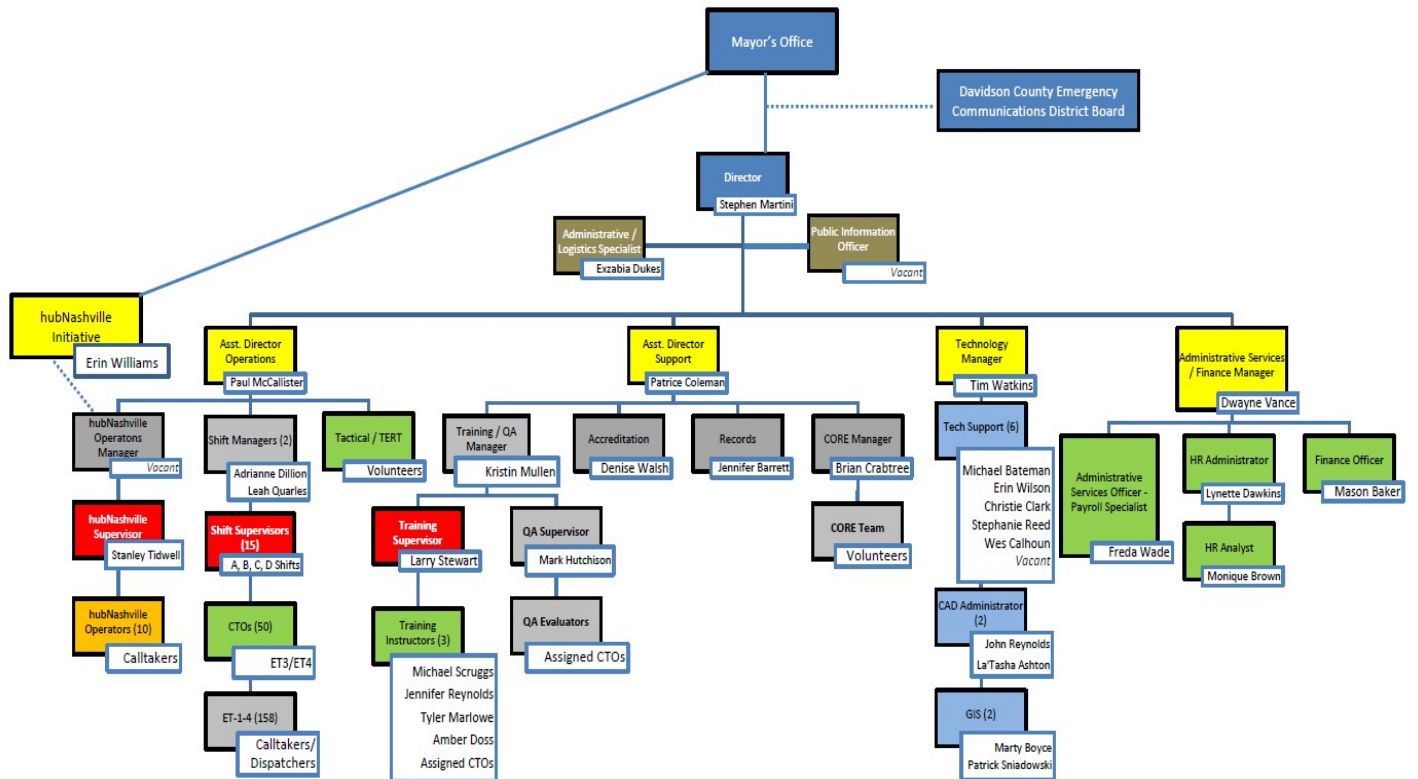 Mayor's Office
Davidson County Emergency
Communications District Board
Director
Stephen Martini
Administrative /
Logistics Specialist
Exzabia Dukes
Public Information
Officer
Vacant
hubNashville
Initiative
Erin Williams
Asst. Director
Operations
Paul McCallister
Asst. Director
Support
Patrice Coleman
Technology
Manager
Tim Watkins
Administrative Services
/ Finance Manager
Dwayne Vance
hubNashville
Operatons
Manager
Vacant
Shift Managers (2)
Adrianne Dillion
Leah Quarles
Tactical / TERT
Volunteers
Training / QA
Manager
Kristin Mullen
Accreditation
Denise Walsh
Records
Jennifer Barrett
CORE Manager
Brian Crabtree
Tech Support (6)
Michael Bateman
Erin Wilson
Christie Clark
Stephanie Reed
Wes Calhoun
Vacant
Administrative
Services Officer -
Payroll Specialist
Freda Wade
HR Administrator
Lynette Dawkins
Finance Officer
Mason Baker
hubNashville
Supervisor
Stanley Tidwell
Shift Supervisors
(15)
A, B, C, D Shifts
Training
Supervisor
Larry Stewart
QA Supervisor
Mark Hutchison
CORE Team
Volunteers
HR Analyst
Monique Brown
hubNashville
Operators (10)
Calltakers
CTOs (50)
ET3/ET4
Training
Instructors (3)
Michael Scruggs
Jennifer Reynolds
Tyler Marlowe
Amber Doss
Assigned CTOs
QA Evaluators
Assigned CTOs
CAD Administrator
(2)
John Reynolds
La'Tasha Ashton
ET-1-4 (158)
Calltakers/
Dispatchers
GIS (2)
Marty Boyce
Patrick Sniadowski